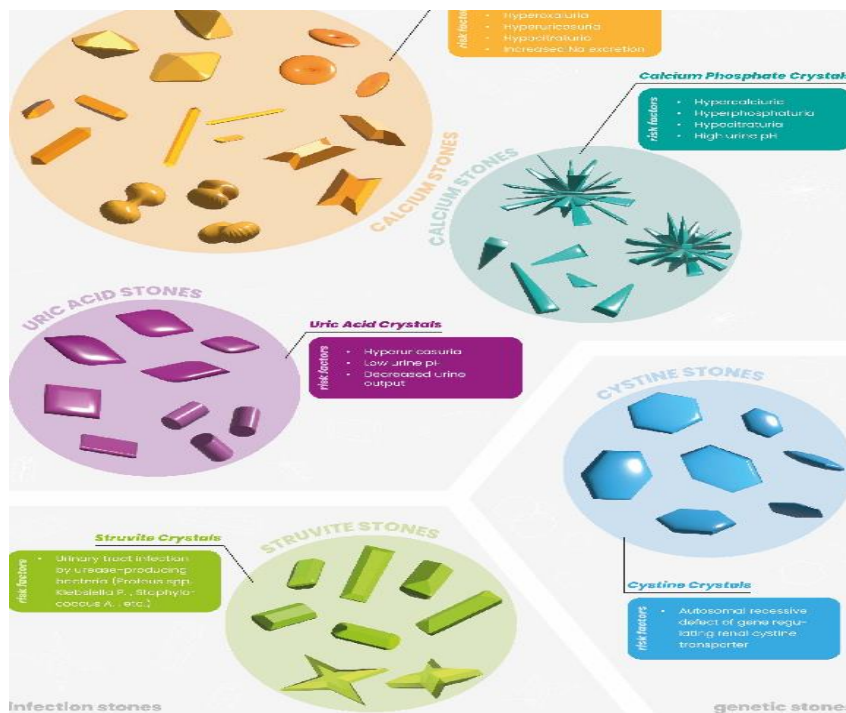 risk factors
• Hyperoxaluria
• Hyperuricosuria
• Hypocitraturia
• Increased Na excretion
CALCIUM STONES
Calcium Phosphate Crystals
risk factors
• Hypercalciuria
• Hyperphosphaturia
• Hypocitraturia
• High urine pH
CALCIUM STONES
URIC ACID STONES
Uric Acid Crystals
risk factors
• Hyperuricosuria
• Low urine pH
• Decreased urine
output
CYSTINE STONES
Cystine Crystals
risk factors
• Autosomal recessive
defect of gene regu-
lating renal cystine
transporter
genetic stones
STRUVITE STONES
Struvite Crystals
risk factors
• Urinary tract infection
by urease-producing
bacteria (Proteus spp.
Klebsiella P., Staphylo-
coccus A., etc.)
Infection stones